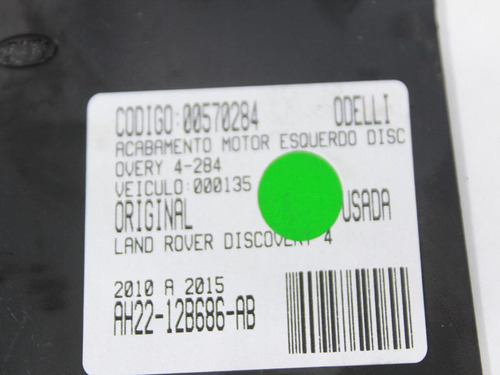 CODIGO:00570284 ODELLI
ACABAMENTO MOTOR ESQUERDO DISC
OVERY 4-284
VEICULO:000135
ORIGINAL USADA
LAND ROVER DISCOVERY 4
2010 A 2015
AH22-12B686-AB